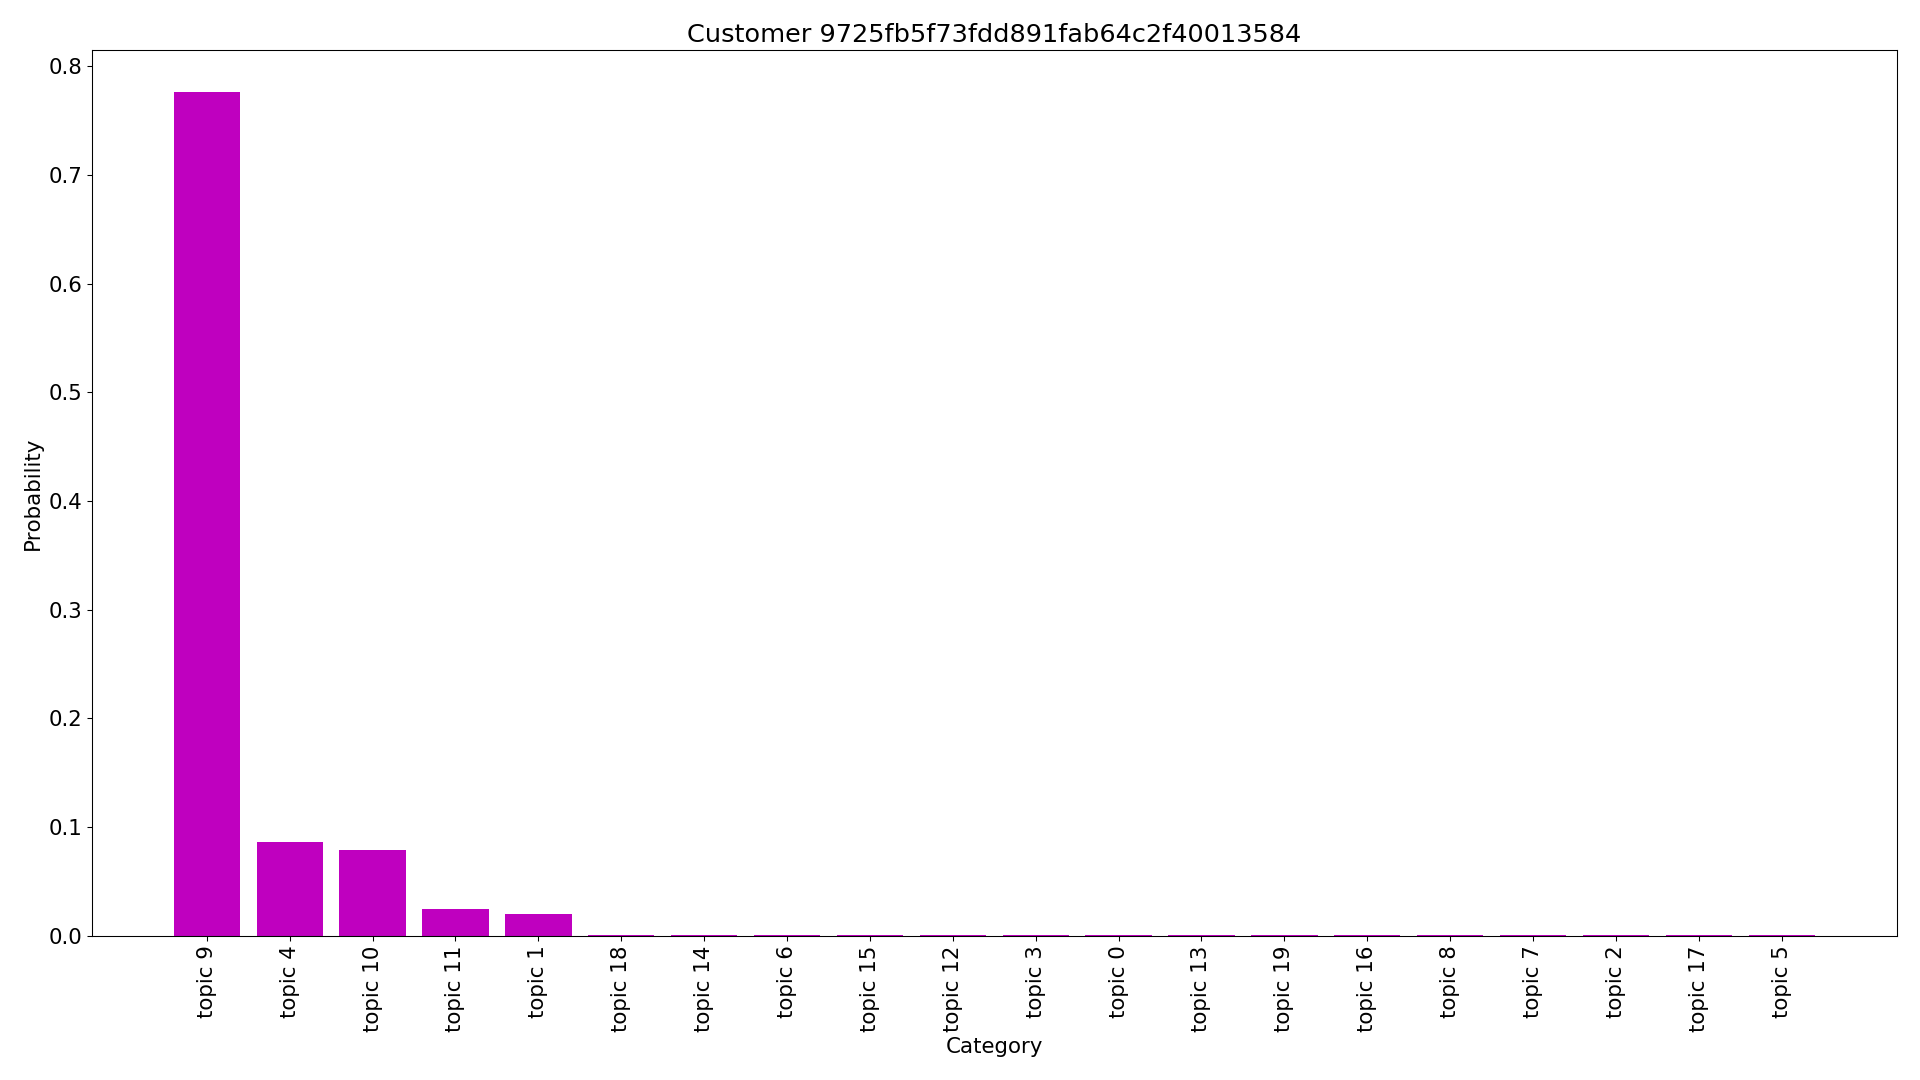 Customer 9725fb5f73fdd891fab64c2f40013584
0.8
0.7
0.6
0.5
0.4
0.3
0.2
0.1
0.0
Probability
topic 9
topic 4
topic 10
topic 11
topic 1
topic 18
topic 14
topic 6
topic 15
topic 12
topic 3
topic 0
topic 13
topic 19
topic 16
topic 8
topic 7
topic 2
topic 17
topic 5
Category